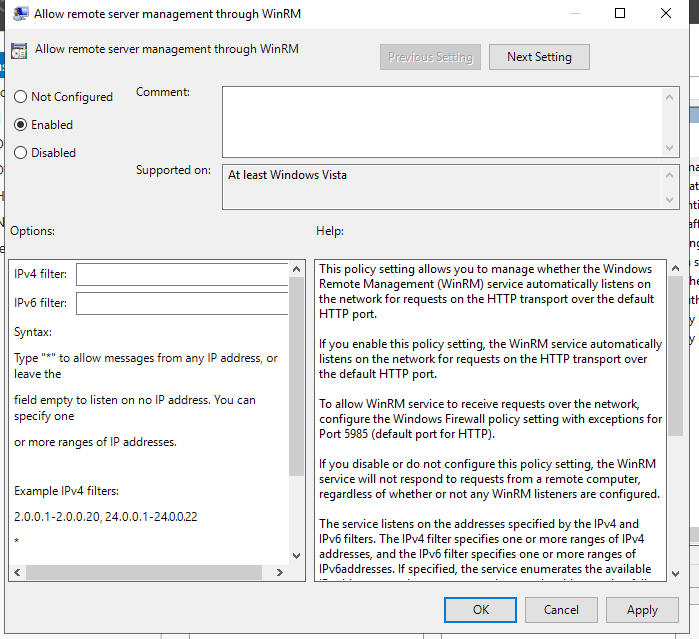 Allow remote server management through WinRM
Allow remote server management through WinRM
Previous Setting
Next Setting
Not Configured
Comment:
Enabled
Disabled
Supported on:
At least Windows Vista
Options:
Help:
IPv4 filter:
IPv6 filter:
Syntax:
Type "*" to allow messages from any IP address, or
leave the
field empty to listen on no IP address. You can
specify one
or more ranges of IP addresses.
Example IPv4 filters:
2.0.0.1-2.0.0.20, 24.0.0.1-24.0.0.22
*
This policy setting allows you to manage whether the Windows
Remote Management (WinRM) service automatically listens on
the network for requests on the HTTP transport over the default
HTTP port.
If you enable this policy setting, the WinRM service automatically
listens on the network for requests on the HTTP transport over
the default HTTP port.
To allow WinRM service to receive requests over the network,
configure the Windows Firewall policy setting with exceptions for
Port 5985 (default port for HTTP).
If you disable or do not configure this policy setting, the WinRM
service will not respond to requests from a remote computer,
regardless of whether or not any WinRM listeners are configured.
The service listens on the addresses specified by the IPv4 and
IPv6 filters. The IPv4 filter specifies one or more ranges of IPv4
addresses, and the IPv6 filter specifies one or more ranges of
IPv6addresses. If specified, the service enumerates the available
OK
Cancel
Apply